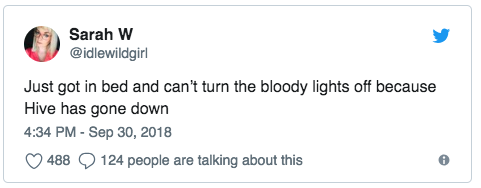 Sarah W
@idlewildgirl
Just got in bed and can’t turn the bloody lights off because
Hive has gone down
4:34 PM - Sep 30, 2018
488 124 people are talking about this